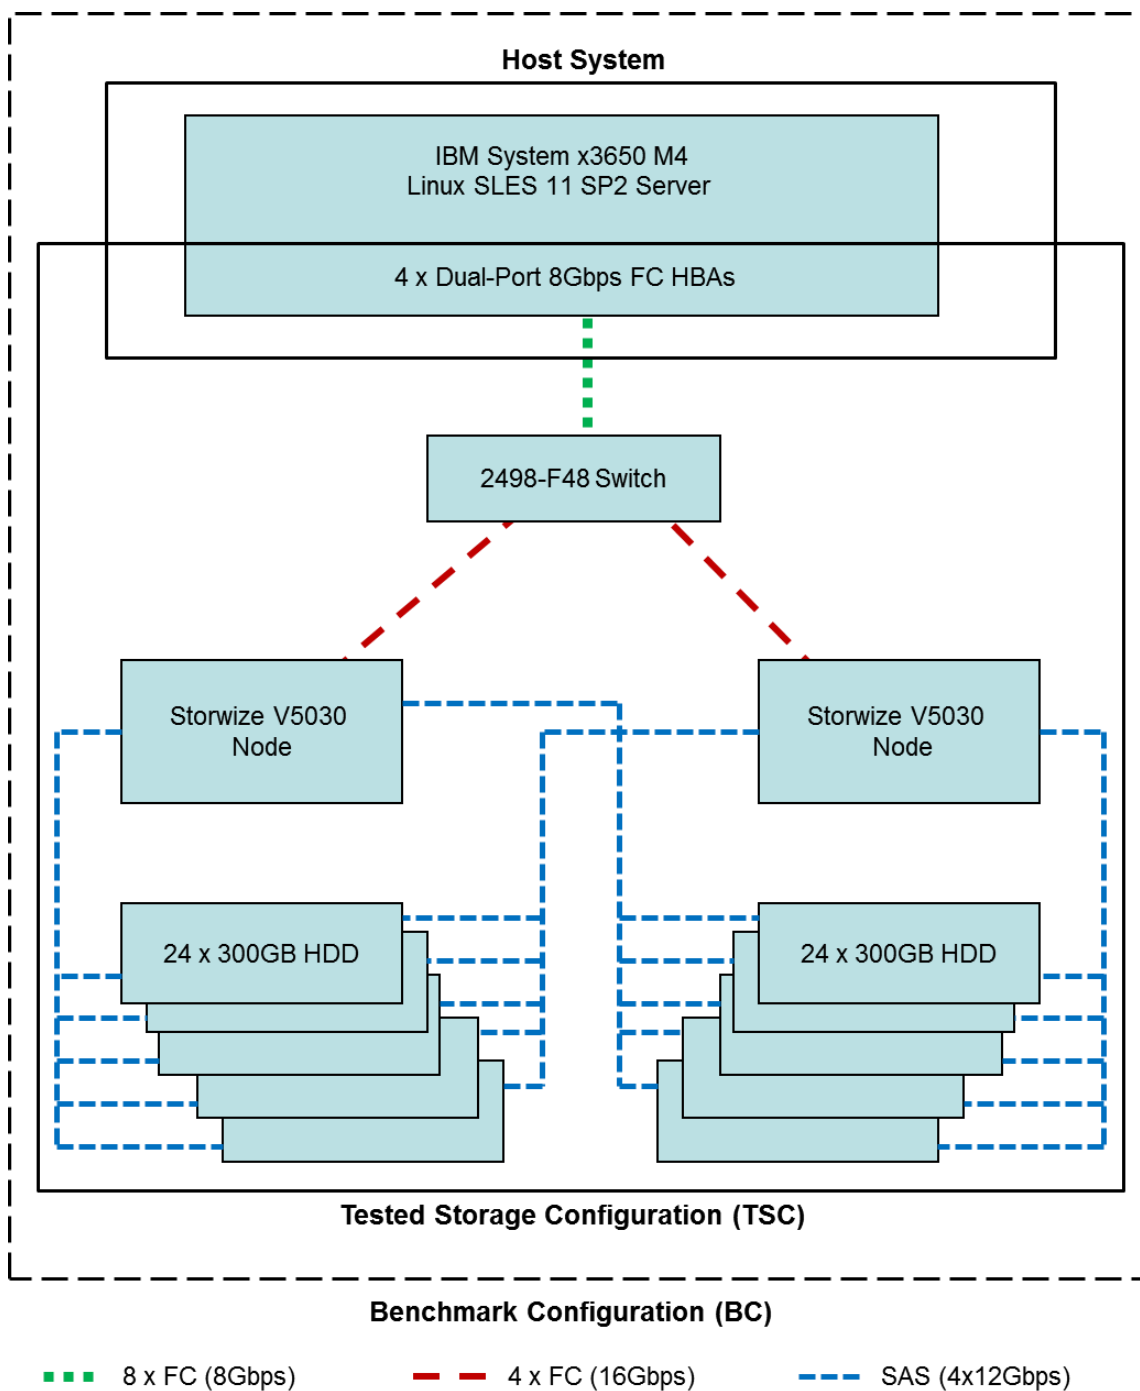 Host System
IBM System x3650 M4
Linux SLES 11 SP2 Server
4 x Dual-Port 8Gbps FC HBAs
2498-F48 Switch
Storwize V5030
Node
Storwize V5030
Node
24 x 300GB HDD
24 x 300GB HDD
Tested Storage Configuration (TSC)
Benchmark Configuration (BC)
8 x FC (8Gbps)
4 x FC (16Gbps)
SAS (4x12Gbps)